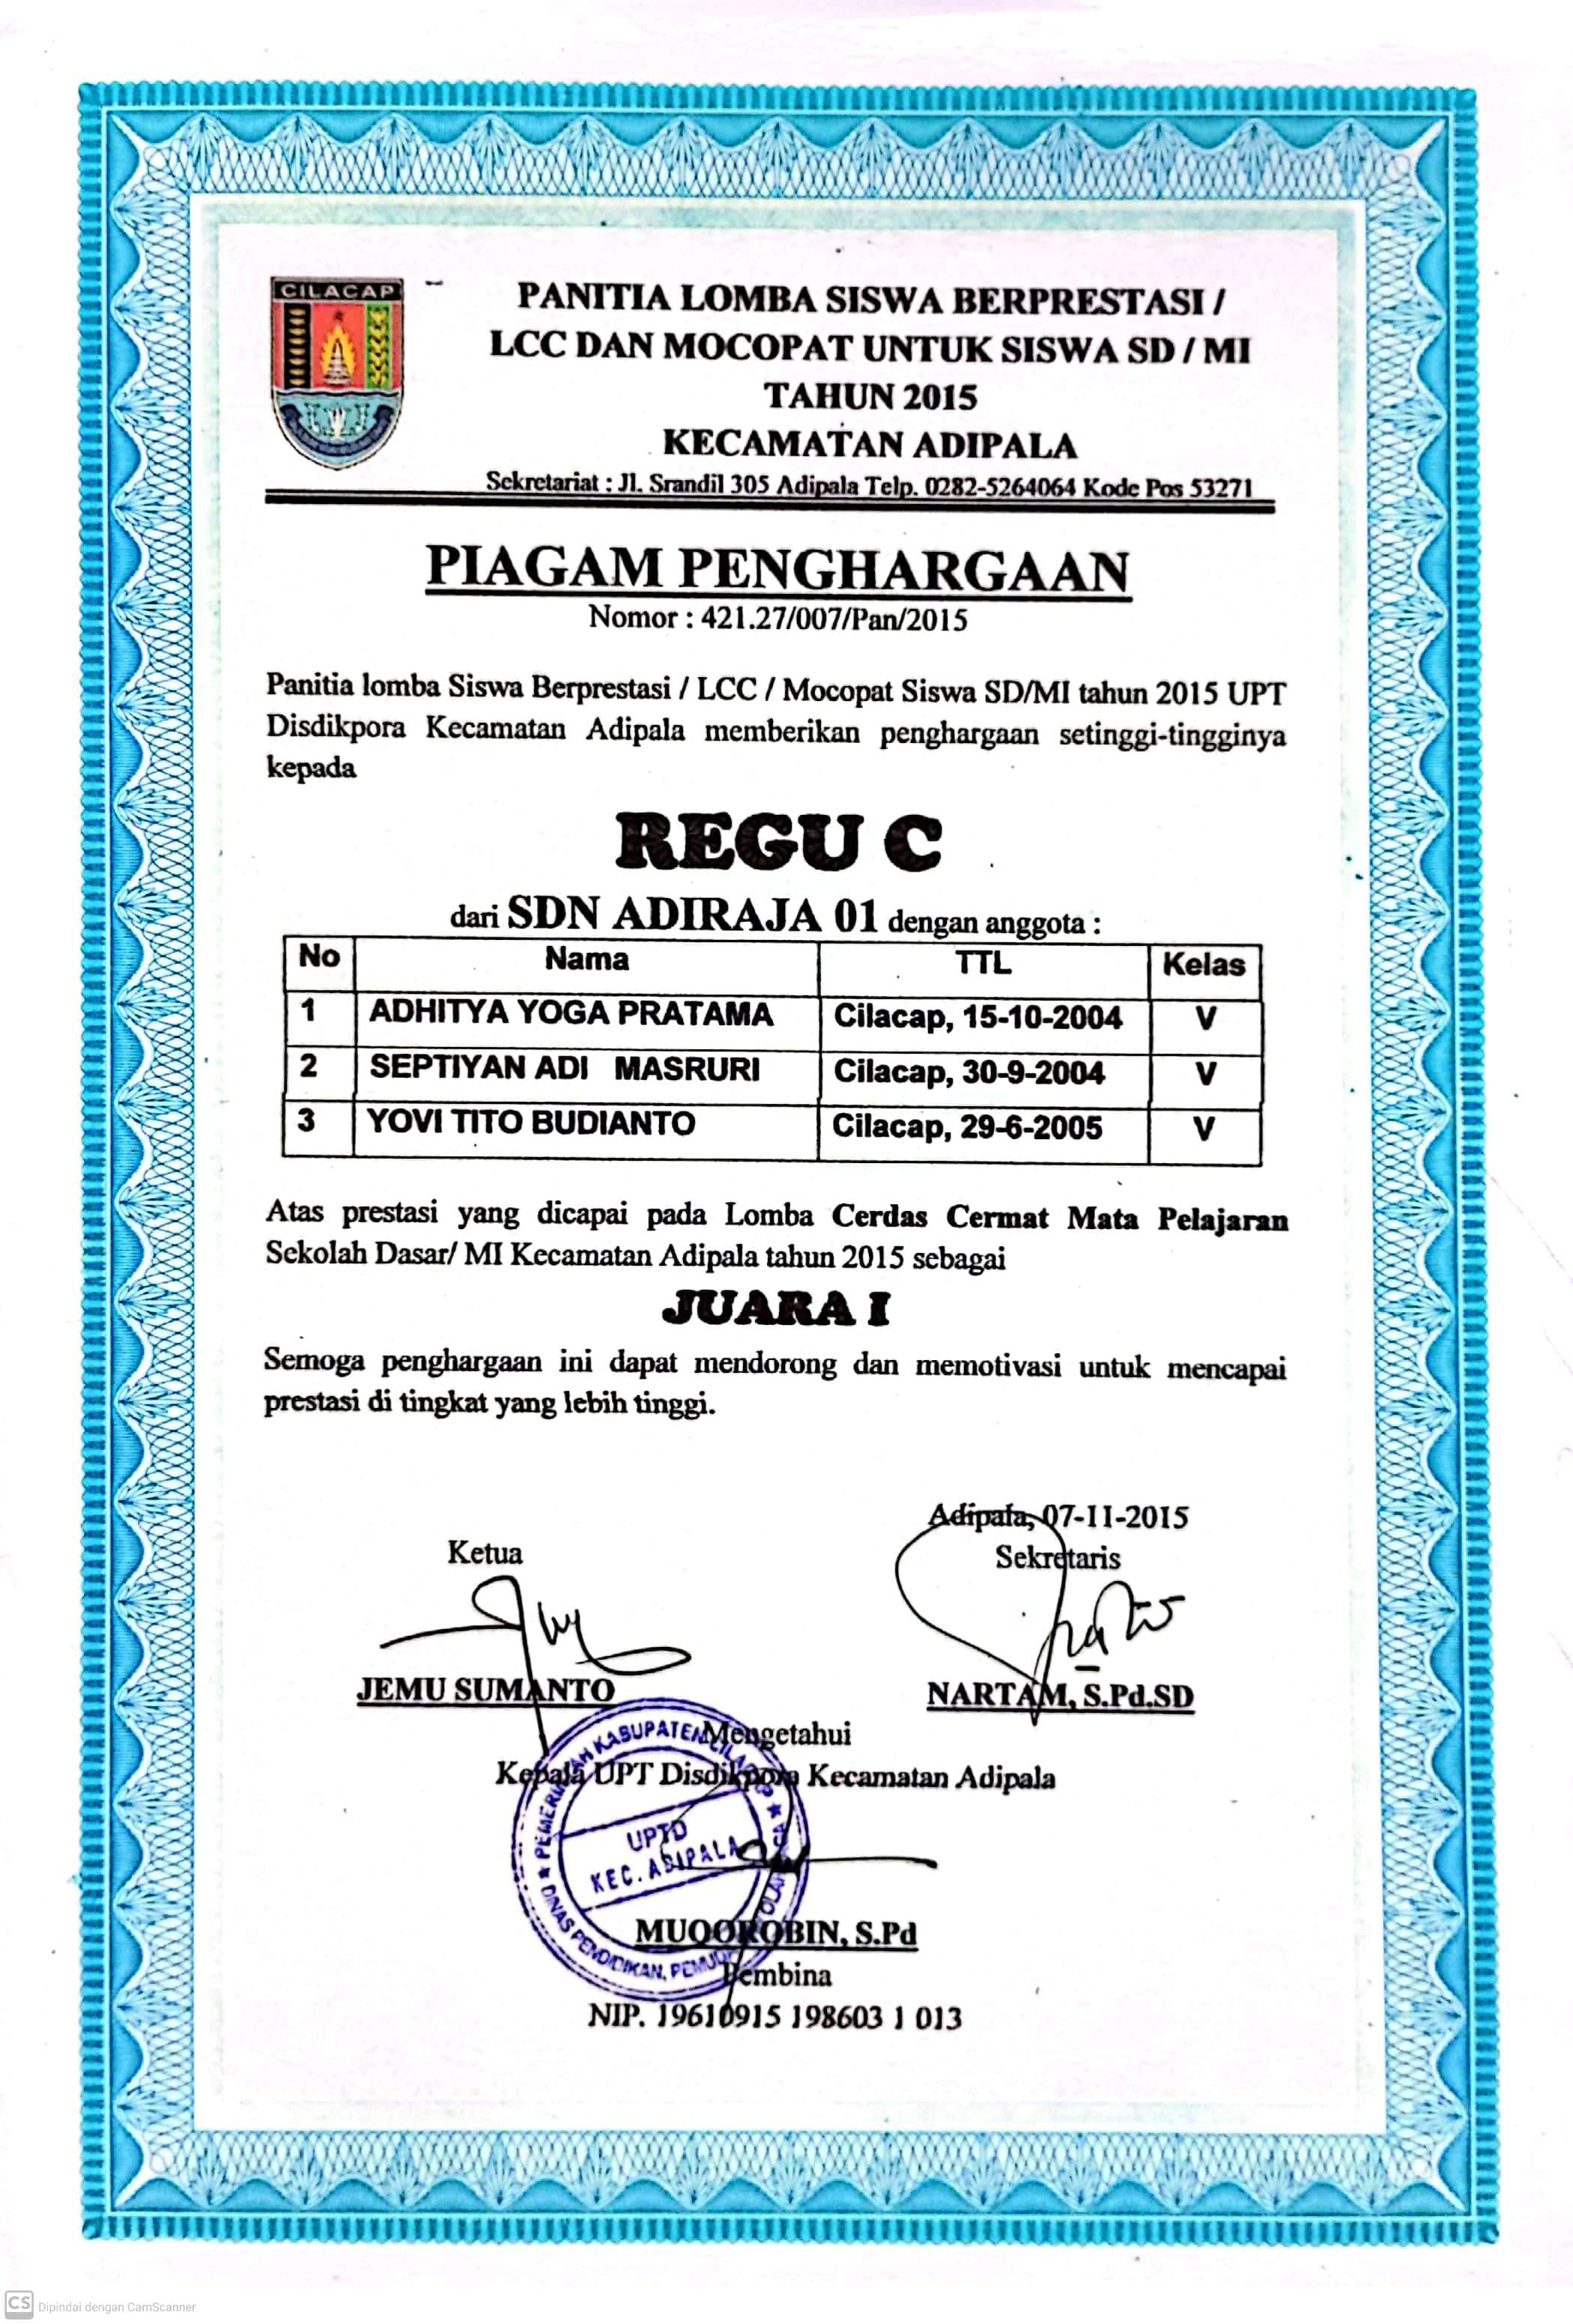 CILACAP
PANITIA LOMBA SISWA BERPRESTASI /
LCC DAN MOCOPAT UNTUK SISWA SD / MI
TAHUN 2015
KECAMATAN ADIPALA
Sekretariat : Jl. Srandil 305 Adipala Telp. 0282-5264064 Kode Pos 53271
PIAGAM PENGHARGAAN
Nomor : 421.27/007/Pan/2015
Panitia lomba Siswa Berprestasi / LCC / Mocopat Siswa SD/MI tahun 2015 UPT
Disdikpora Kecamatan Adipala memberikan penghargaan setinggi-tingginya
kepada
REGU C
dari SDN ADIRAJA 01 dengan anggota :
No Nama TTL Kelas
1 ADHITYA YOGA PRATAMA Cilacap, 15-10-2004 V
2 SEPTIYAN ADI MASRURI Cilacap, 30-9-2004 V
3 YOVI TITO BUDIANTO Cilacap, 29-6-2005 V
Atas prestasi yang dicapai pada Lomba Cerdas Cermat Mata Pelajaran
Sekolah Dasar/ MI Kecamatan Adipala tahun 2015 sebagai
JUARA I
Semoga penghargaan ini dapat mendorong dan memotivasi untuk mencapai
prestasi di tingkat yang lebih tinggi.
Adipala, 07-11-2015
Ketua Sekretaris
JEMU SUMANTO NARTAM, S.Pd.SD
Mengetahui
Kepala UPT Disdikpora Kecamatan Adipala
PEMERINTAH KABUPATEN CILACAP
UPTD
KEC. ADIPALA
DINAS PENDIDIKAN,
MUQOROBIN, S.Pd
Pembina
NIP. 19610915 198603 1 013
CS Dipindai dengan CamScanner